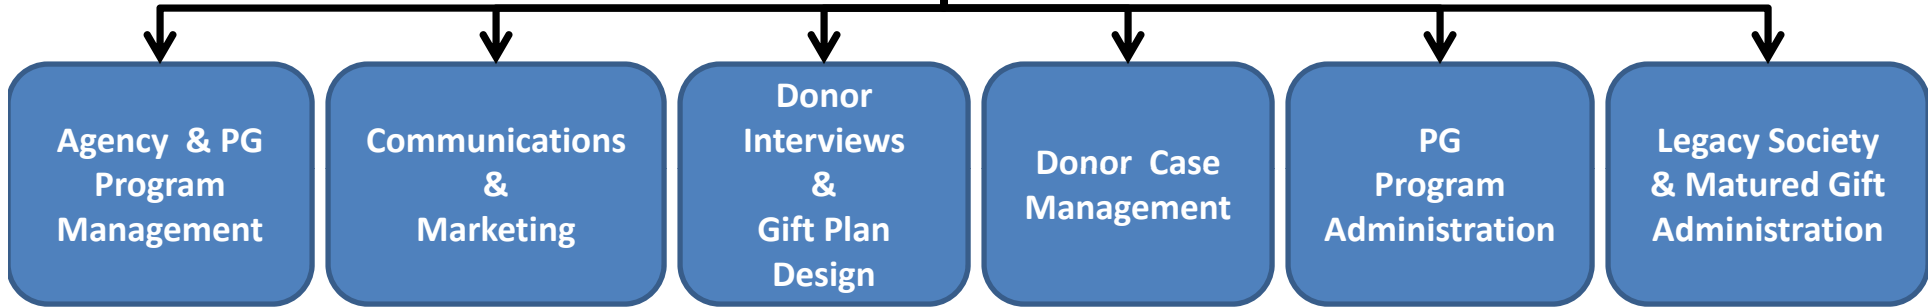 Agency & PG
Program
Management
Communications
&
Marketing
Donor
Interviews
&
Gift Plan
Design
Donor Case
Management
PG
Program
Administration
Legacy Society
& Matured Gift
Administration